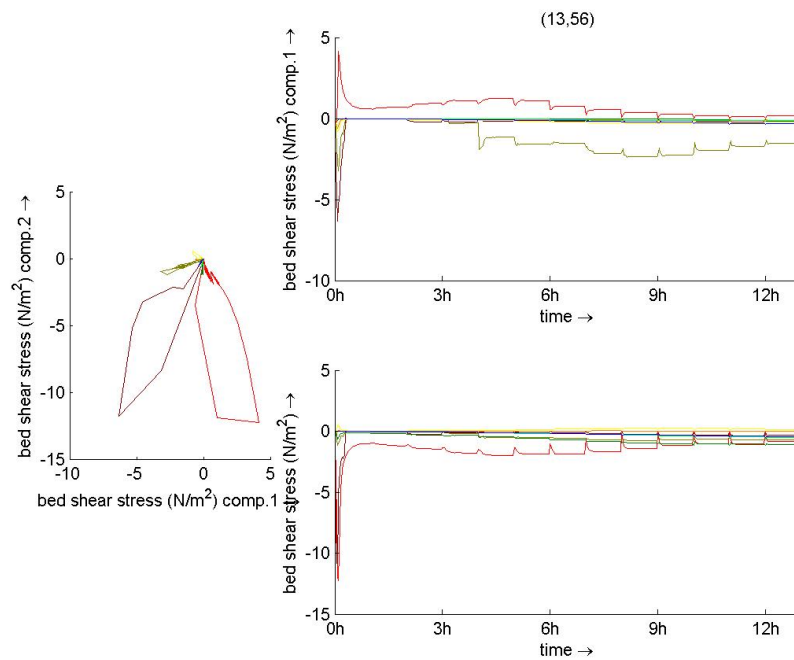 (13,56)
bed shear stress (N/m²) comp.1 →
5
0
-5
-10
0h 3h 6h 9h 12h
time →
bed shear stress (N/m²) comp.2 →
5
0
-5
-10
-15
-10 -5 0 5
bed shear stress (N/m²) comp.1 →
bed shear stress (N/m²) →
5
0
-5
-10
-15
0h 3h 6h 9h 12h
time →